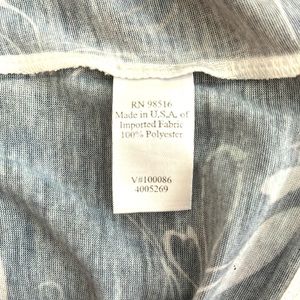 RN 98516
Made in U.S.A. of
Imported Fabric
100% Polyester
V#100086
4005269